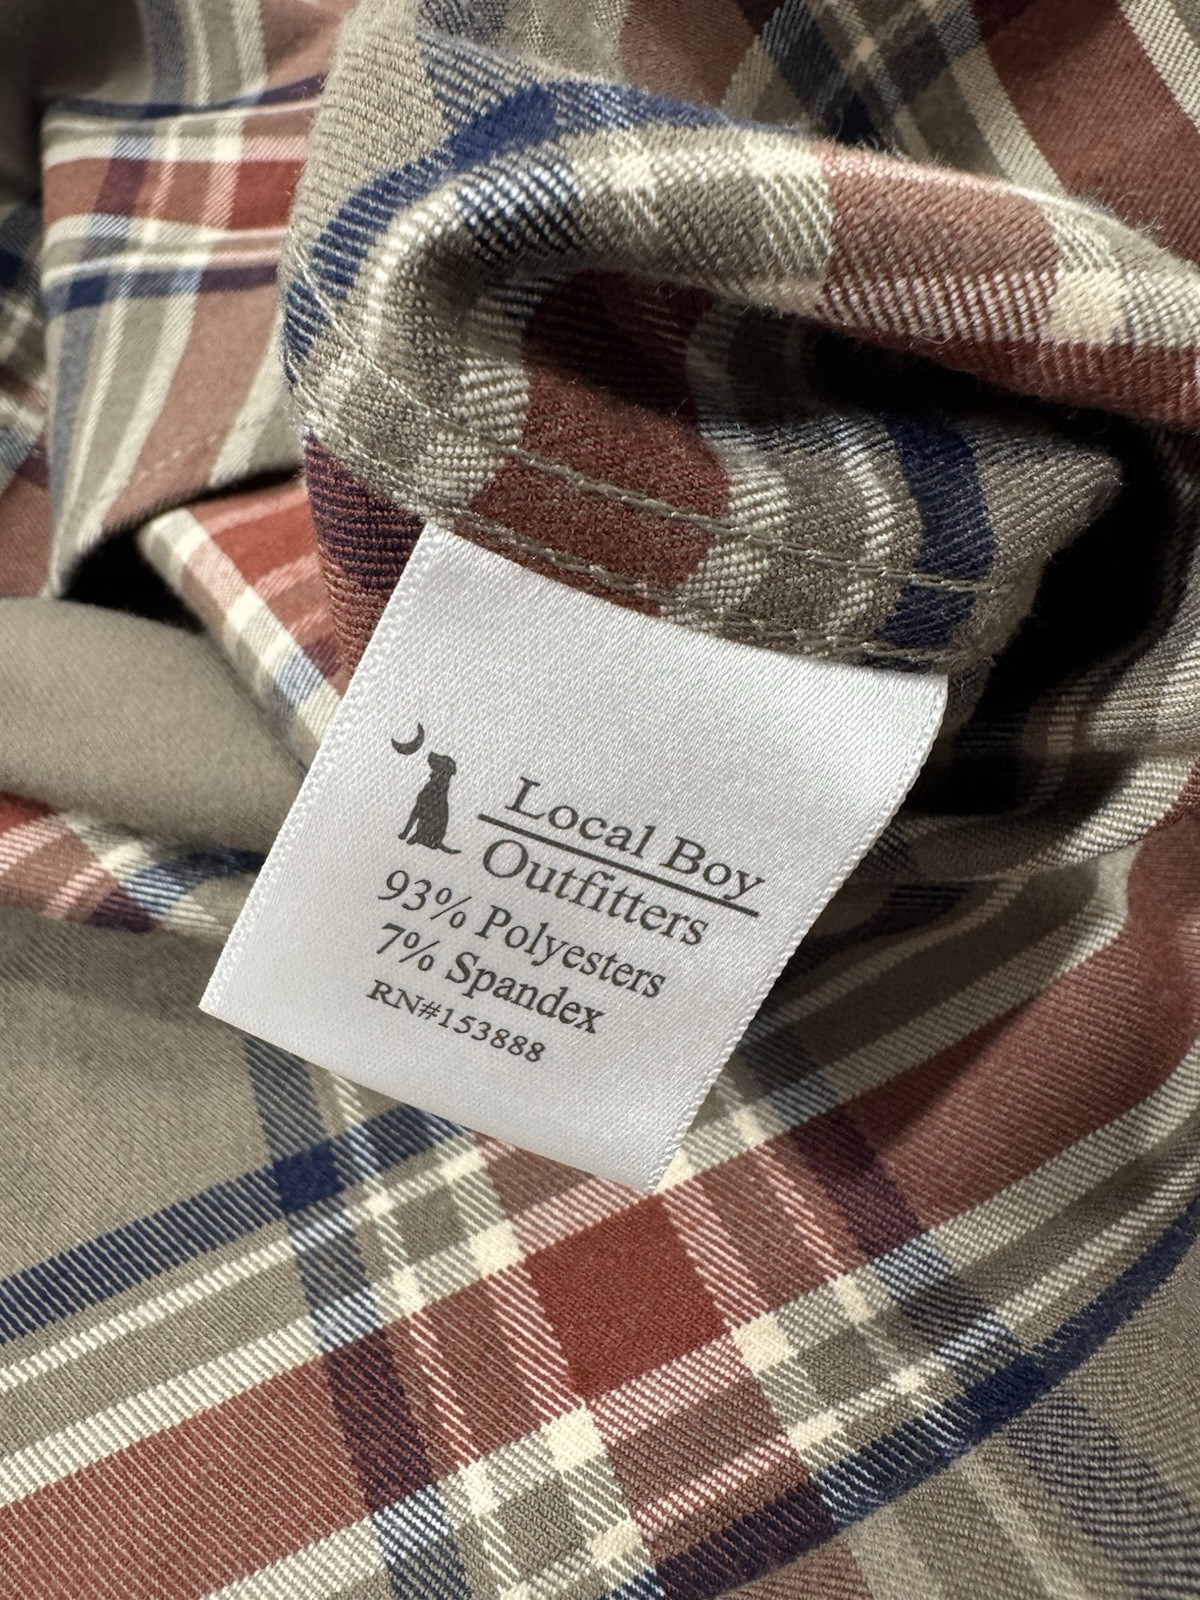 Local Boy
Outfitters
93% Polyesters
7% Spandex
RN#153888